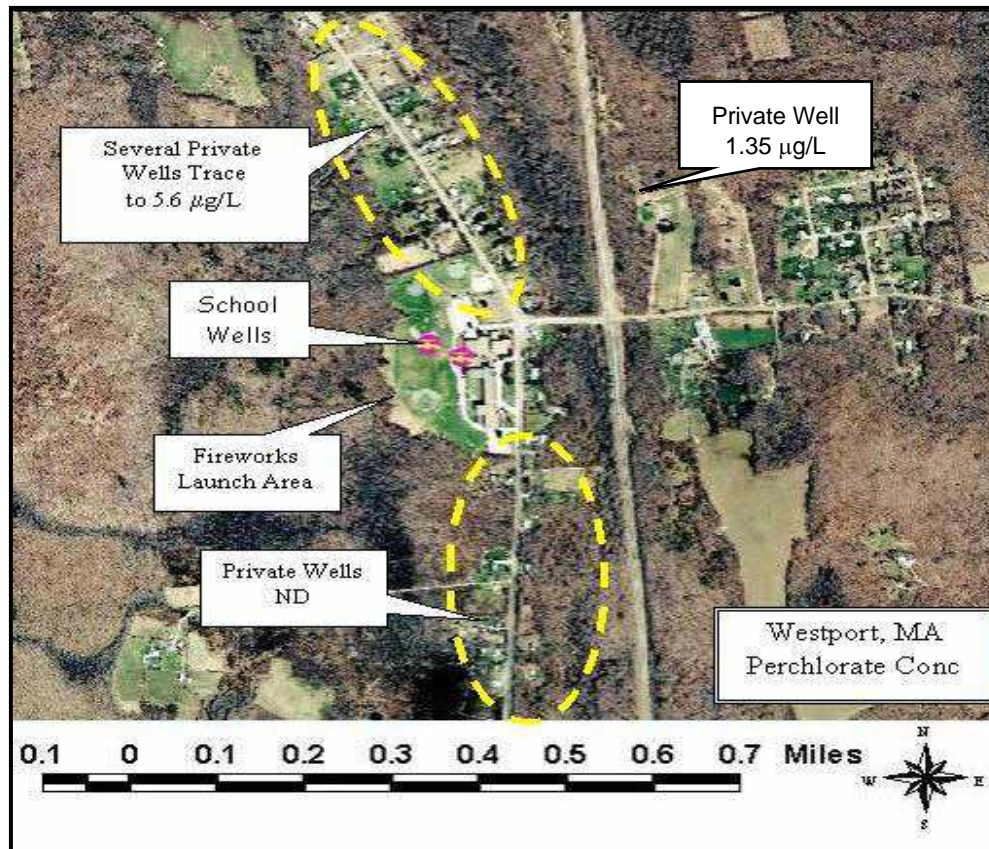 Several Private
Wells Trace
to 5.6 µg/L
Private Well
1.35 µg/L
School
Wells
Fireworks
Launch Area
Private Wells
ND
Westport, MA
Perchlorate Conc
0.1 0 0.1 0.2 0.3 0.4 0.5 0.6 0.7 Miles
N
W E
S